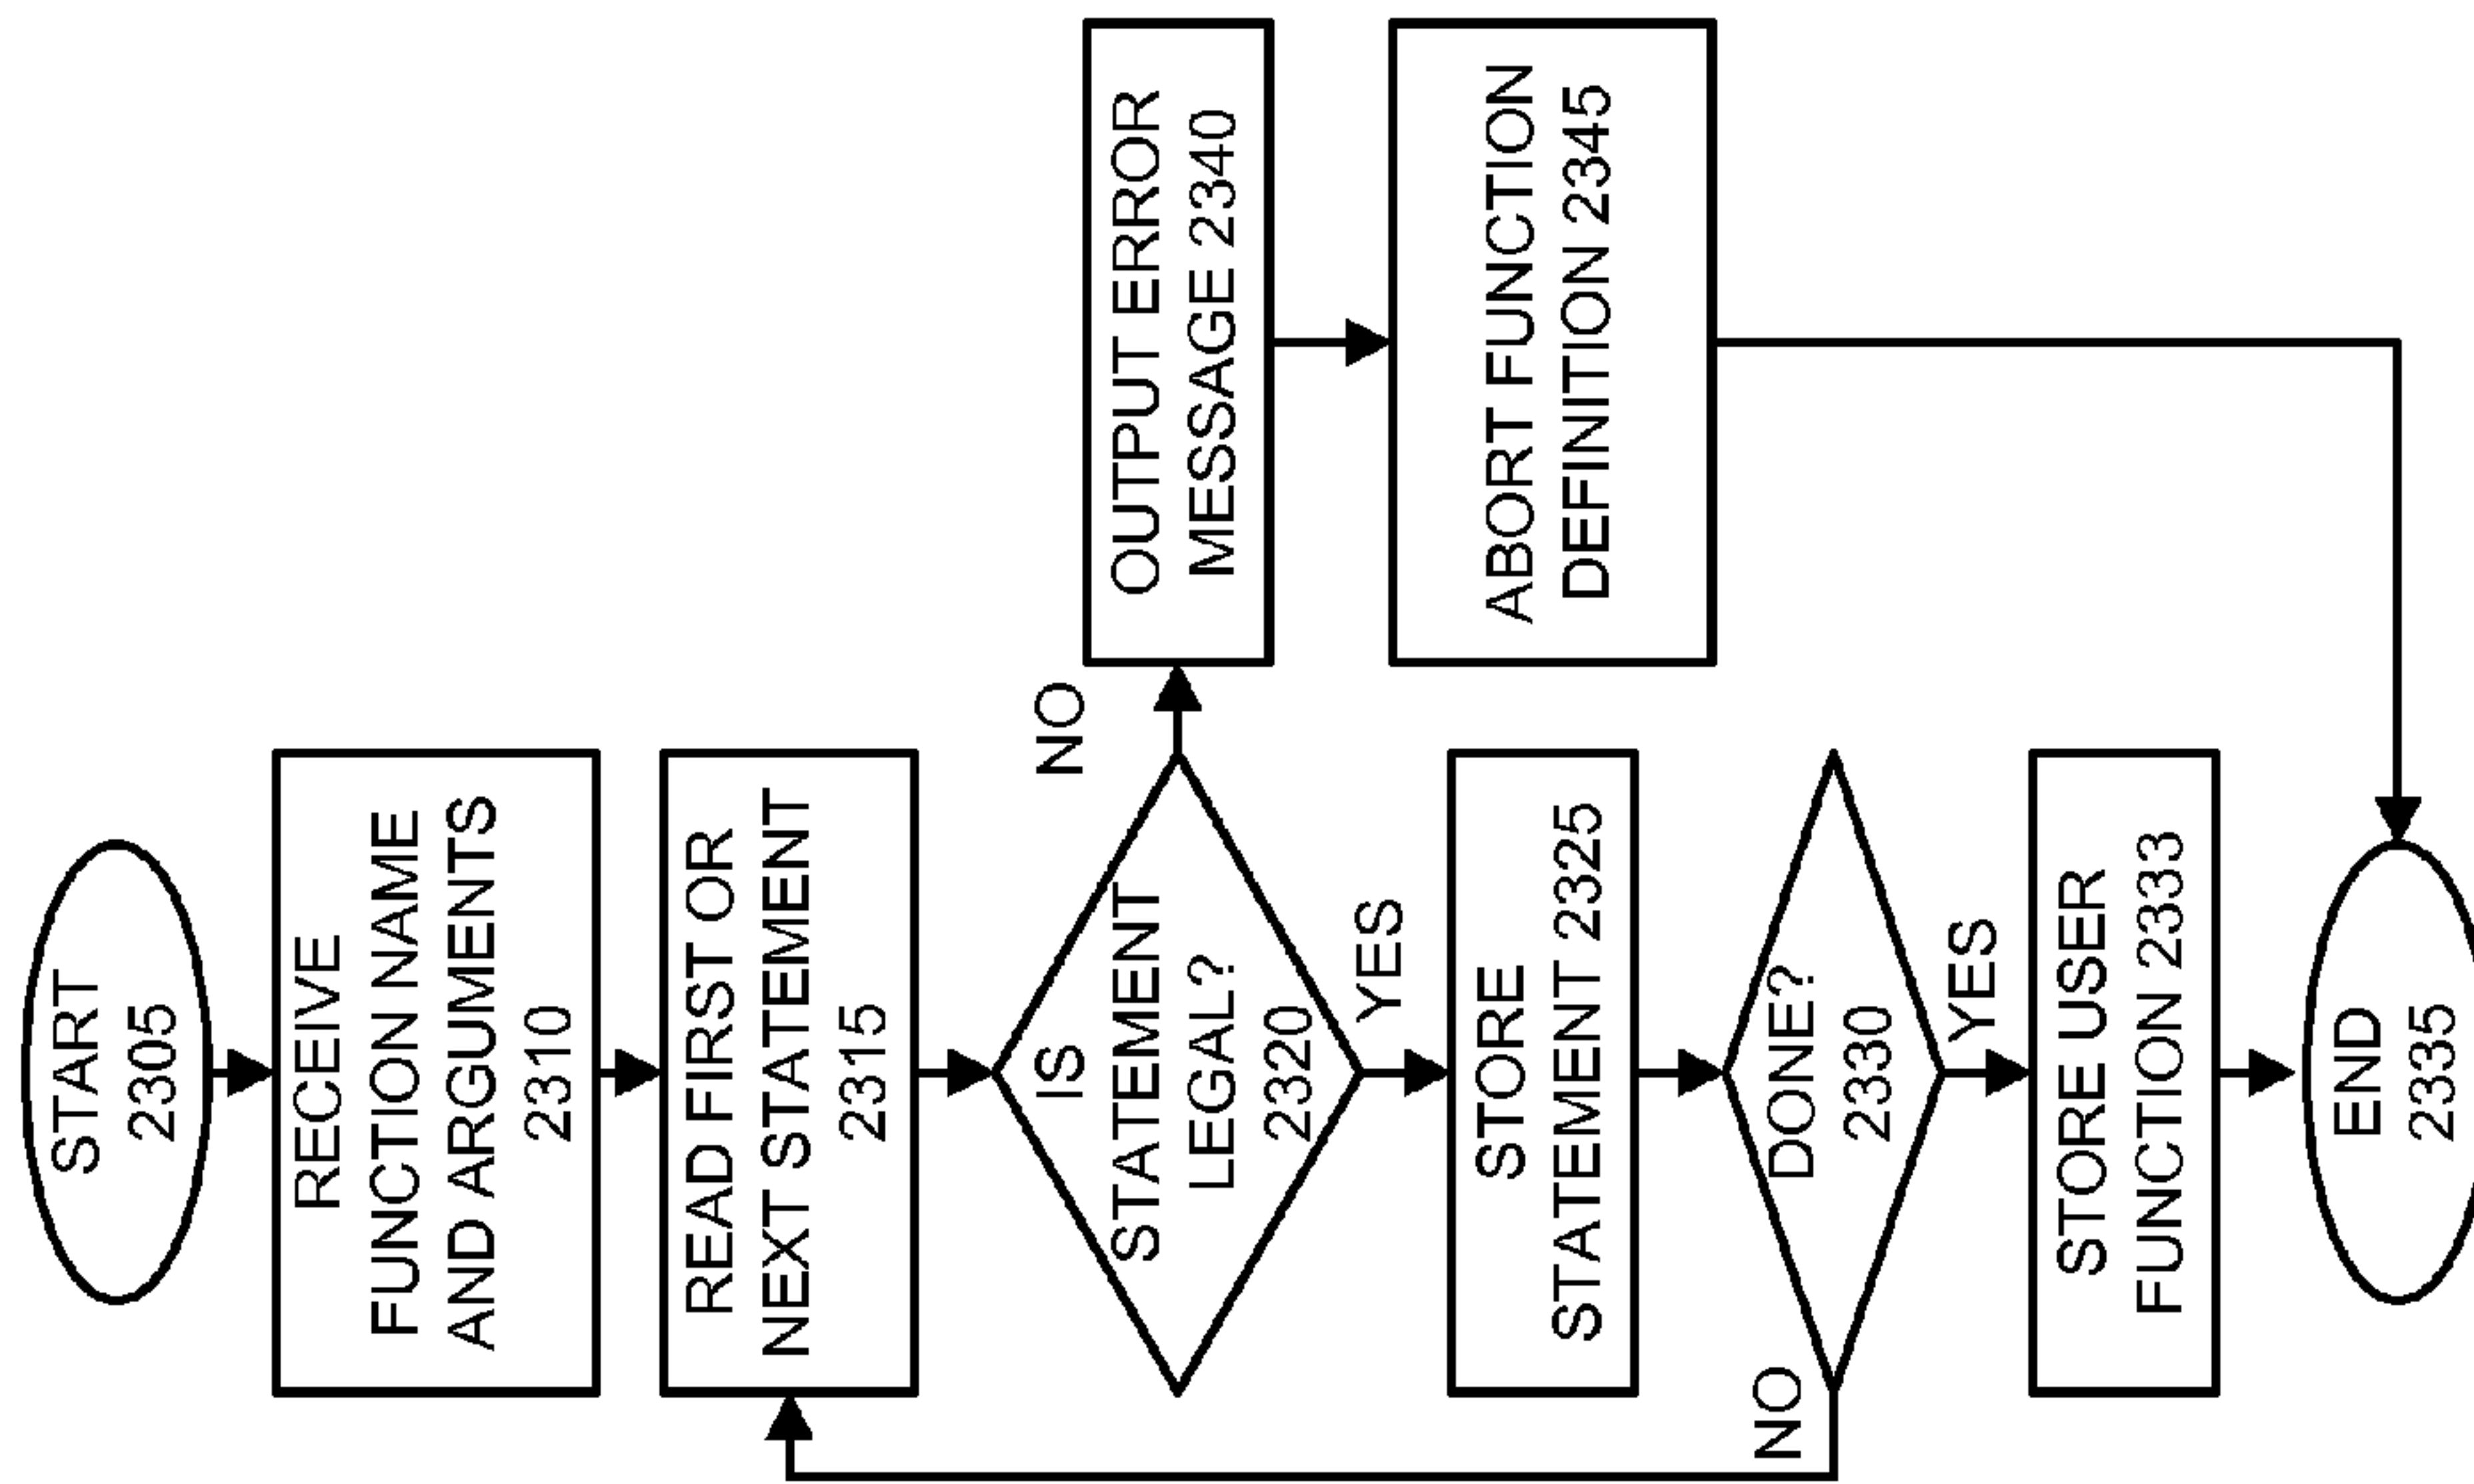 START
2305
RECEIVE
FUNCTION NAME
AND ARGUMENTS
2310
READ FIRST OR
NEXT STATEMENT
2315
IS
STATEMENT
LEGAL?
2320
NO
OUTPUT ERROR
MESSAGE 2340
ABORT FUNCTION
DEFINITION 2345
YES
STORE
STATEMENT 2325
DONE?
2330
NO
YES
STORE USER
FUNCTION 2333
END
2335